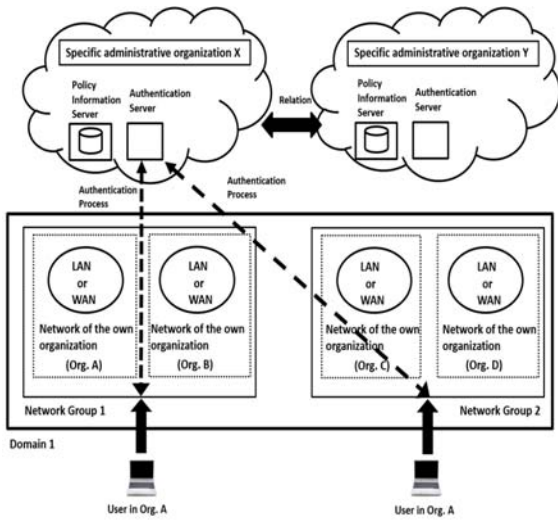 Specific administrative organization X
Specific administrative organization Y
Policy
Information
Server
Authentication
Server
Policy
Information
Server
Authentication
Server
Relation
Authentication
Process
Authentication
Process
LAN
or
WAN
LAN
or
WAN
LAN
or
WAN
LAN
or
WAN
Network of the own
organization
(Org. A)
Network of the own
organization
(Org. B)
Network of the own
organization
(Org. C)
Network of the own
organization
(Org. D)
Network Group 1
Network Group 2
Domain 1
User in Org. A
User in Org. A